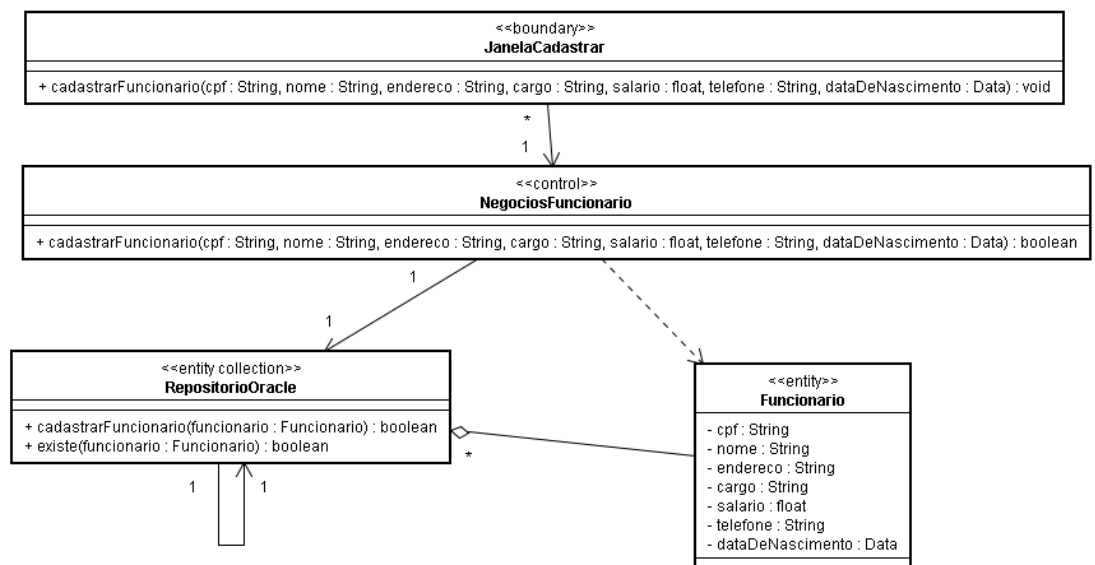 <<boundary>>
JanelaCadastrar
+ cadastrarFuncionario(cpf : String, nome : String, endereco : String, cargo : String, salario : float, telefone : String, dataDeNascimento : Data) : void
*
1
<<control>>
NegociosFuncionario
+ cadastrarFuncionario(cpf : String, nome : String, endereco : String, cargo : String, salario : float, telefone : String, dataDeNascimento : Data) : boolean
1
1
<<entity collection>>
RepositorioOracle
+ cadastrarFuncionario(funcionario : Funcionario) : boolean
+ existe(funcionario : Funcionario) : boolean
*
1
1
<<entity>>
Funcionario
- cpf : String
- nome : String
- endereco : String
- cargo : String
- salario : float
- telefone : String
- dataDeNascimento : Data